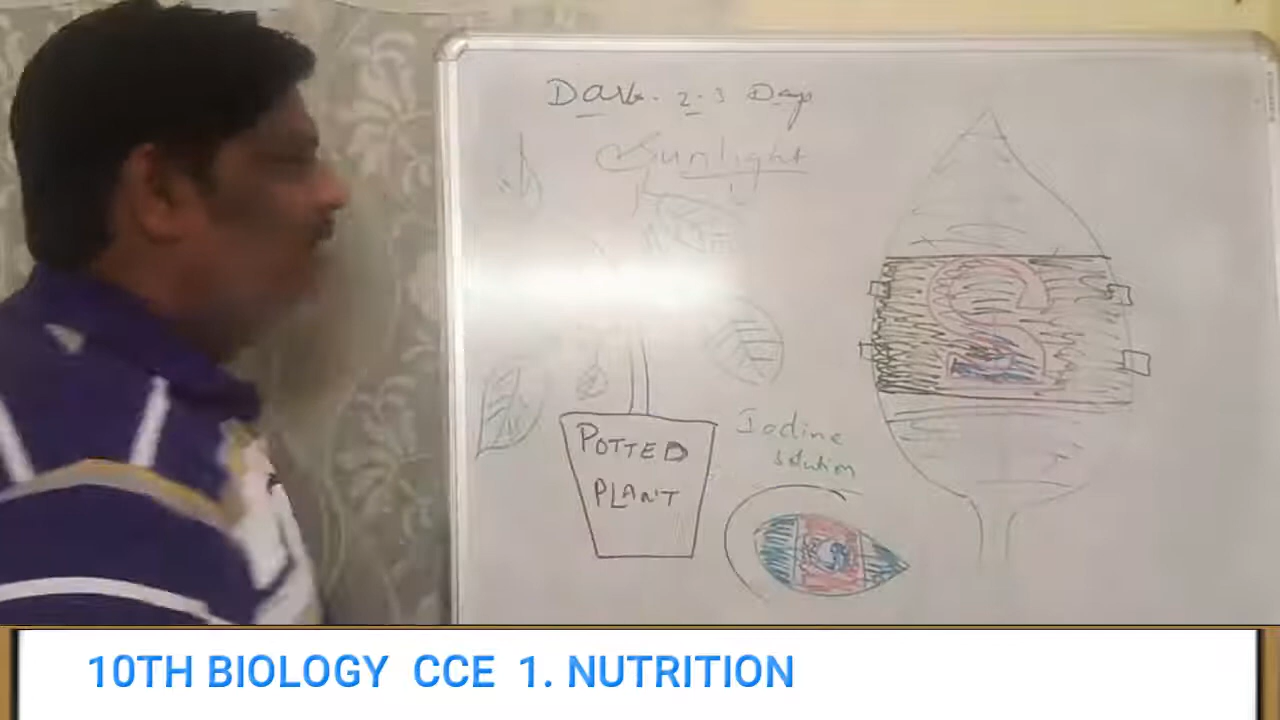 Dark. 2-3 Days
Sunlight
POTTED
PLANT
Iodine
solution
S
10TH BIOLOGY CCE 1. NUTRITION